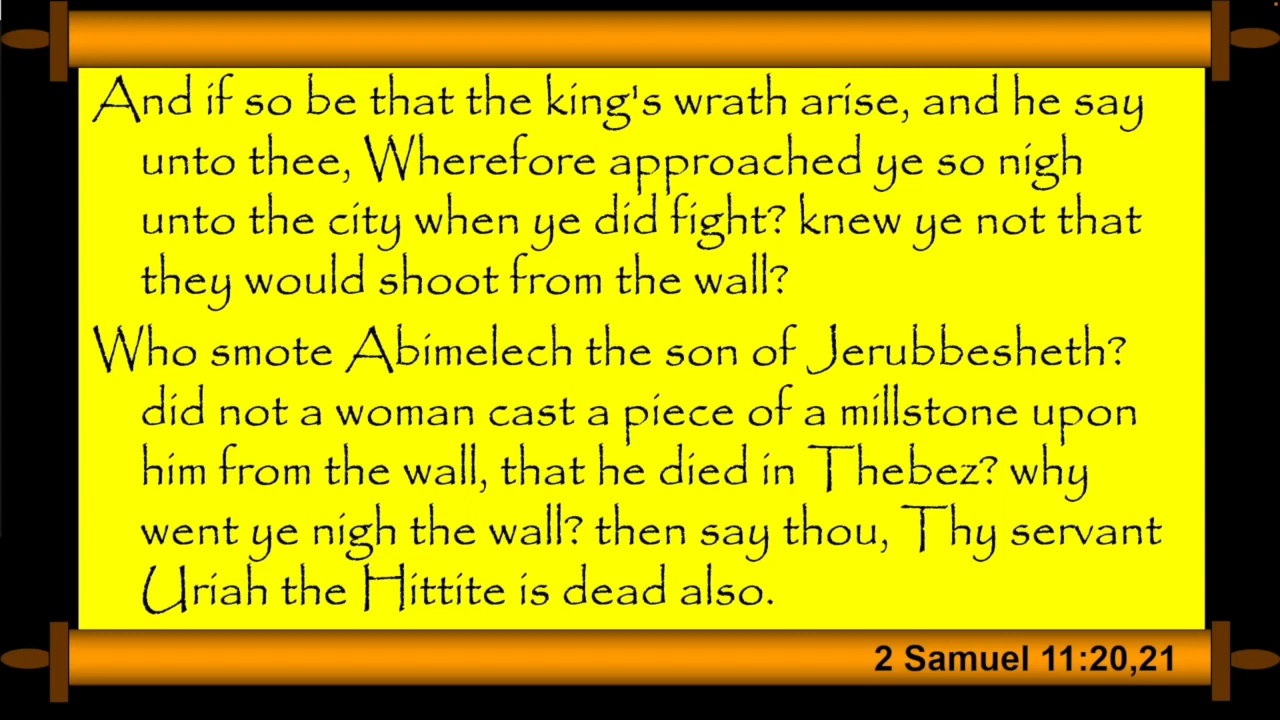 And if so be that the king's wrath arise, and he say
unto thee, Wherefore approached ye so nigh
unto the city when ye did fight? knew ye not that
they would shoot from the wall?
Who smote Abimelech the son of Jerubbesheth?
did not a woman cast a piece of a millstone upon
him from the wall, that he died in Thebez? why
went ye nigh the wall? then say thou, Thy servant
Uriah the Hittite is dead also.
2 Samuel 11:20,21